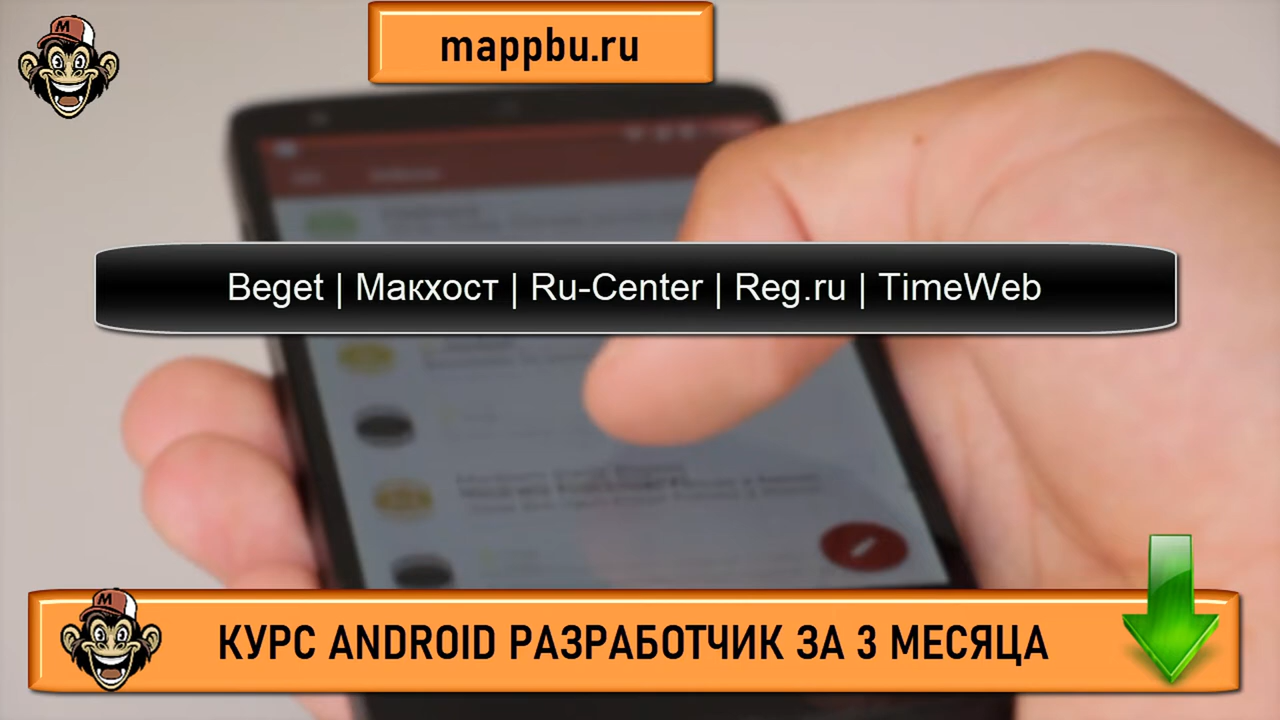 mappbu.ru
Beget | Макхост | Ru-Center | Reg.ru | TimeWeb
КУРС ANDROID РАЗРАБОТЧИК ЗА 3 МЕСЯЦА